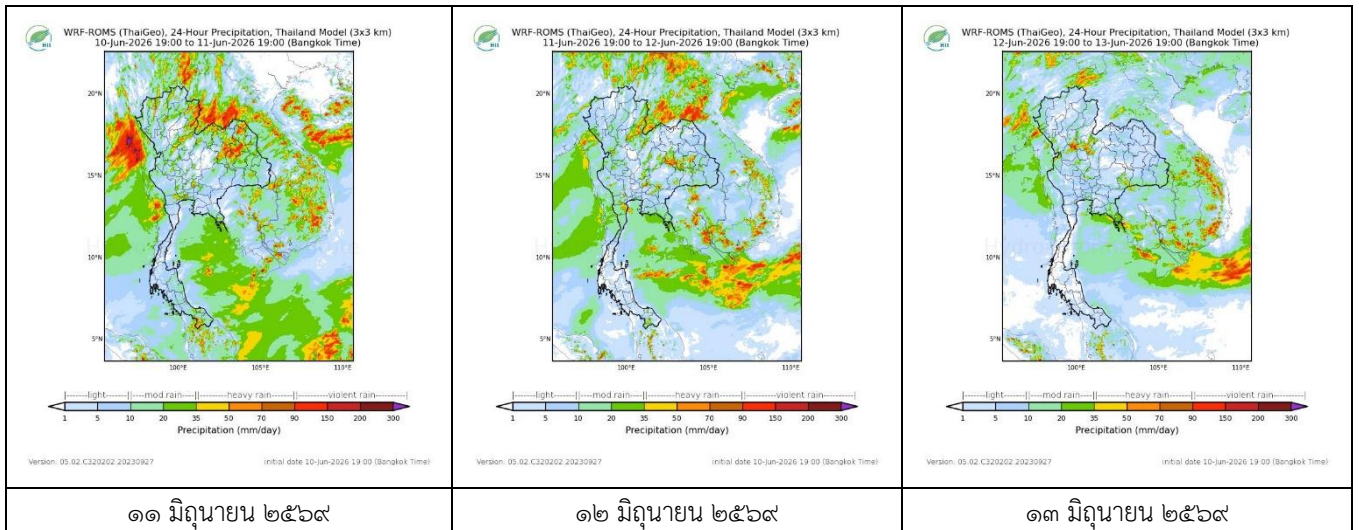 HII
WRF-ROMS (ThaiGeo), 24-Hour Precipitation, Thailand Model (3x3 km)
10-Jun-2026 19:00 to 11-Jun-2026 19:00 (Bangkok Time)
20°N
15°N
10°N
5°N
100°E 105°E 110°E
light mod rain heavy rain violent rain
1 5 10 20 35 50 70 90 150 200 300
Precipitation (mm/day)
Version: 05.02.C320202.20230927 initial date 10-Jun-2026 19:00 (Bangkok Time)
๑๑ มิถุนายน ๒๕๖๙
HII
WRF-ROMS (ThaiGeo), 24-Hour Precipitation, Thailand Model (3x3 km)
11-Jun-2026 19:00 to 12-Jun-2026 19:00 (Bangkok Time)
20°N
15°N
10°N
5°N
100°E 105°E 110°E
light mod rain heavy rain violent rain
1 5 10 20 35 50 70 90 150 200 300
Precipitation (mm/day)
Version: 05.02.C320202.20230927 initial date 10-Jun-2026 19:00 (Bangkok Time)
๑๒ มิถุนายน ๒๕๖๙
HII
WRF-ROMS (ThaiGeo), 24-Hour Precipitation, Thailand Model (3x3 km)
12-Jun-2026 19:00 to 13-Jun-2026 19:00 (Bangkok Time)
20°N
15°N
10°N
5°N
100°E 105°E 110°E
light mod rain heavy rain violent rain
1 5 10 20 35 50 70 90 150 200 300
Precipitation (mm/day)
Version: 05.02.C320202.20230927 initial date 10-Jun-2026 19:00 (Bangkok Time)
๑๓ มิถุนายน ๒๕๖๙